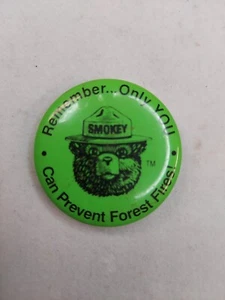 Remember... Only YOU
SMOKEY
TM
• Can Prevent Forest Fires! •